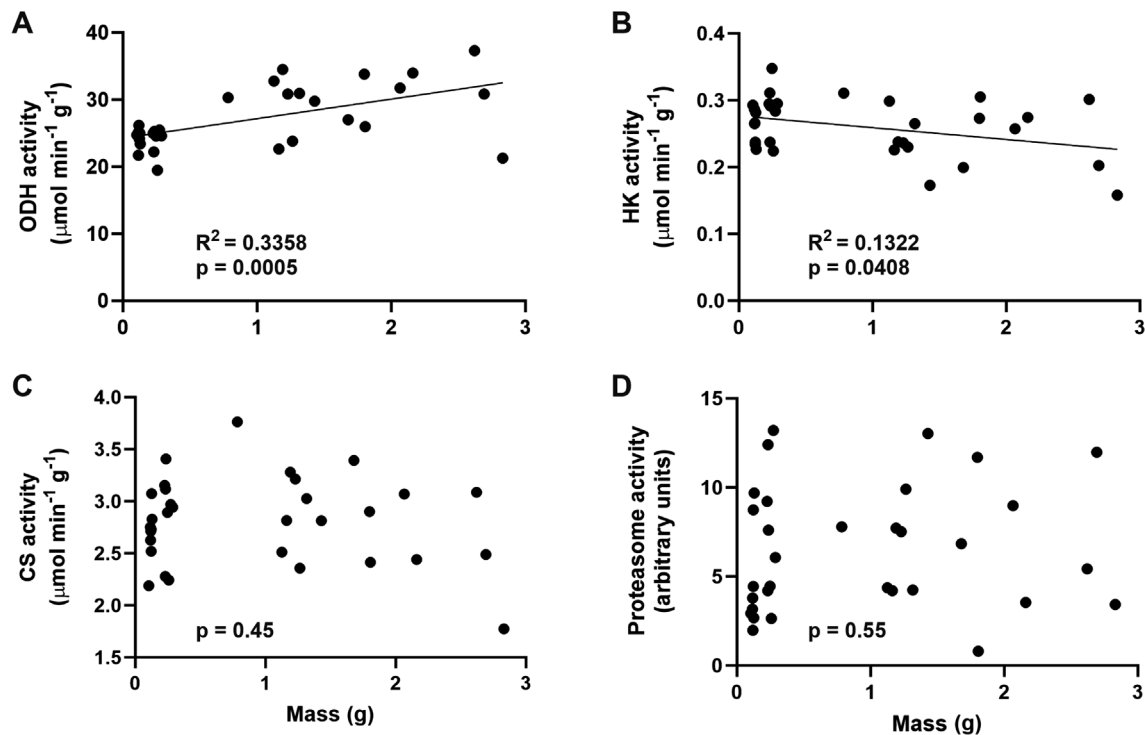 A
ODH activity
(μmol min⁻¹ g⁻¹)
40
30
20
10
0
R² = 0.3358
p = 0.0005
0 1 2 3
B
HK activity
(μmol min⁻¹ g⁻¹)
0.4
0.3
0.2
0.1
0.0
R² = 0.1322
p = 0.0408
0 1 2 3
C
CS activity
(μmol min⁻¹ g⁻¹)
4.0
3.5
3.0
2.5
2.0
1.5
p = 0.45
0 1 2 3
Mass (g)
D
Proteasome activity
(arbitrary units)
15
10
5
0
p = 0.55
0 1 2 3
Mass (g)